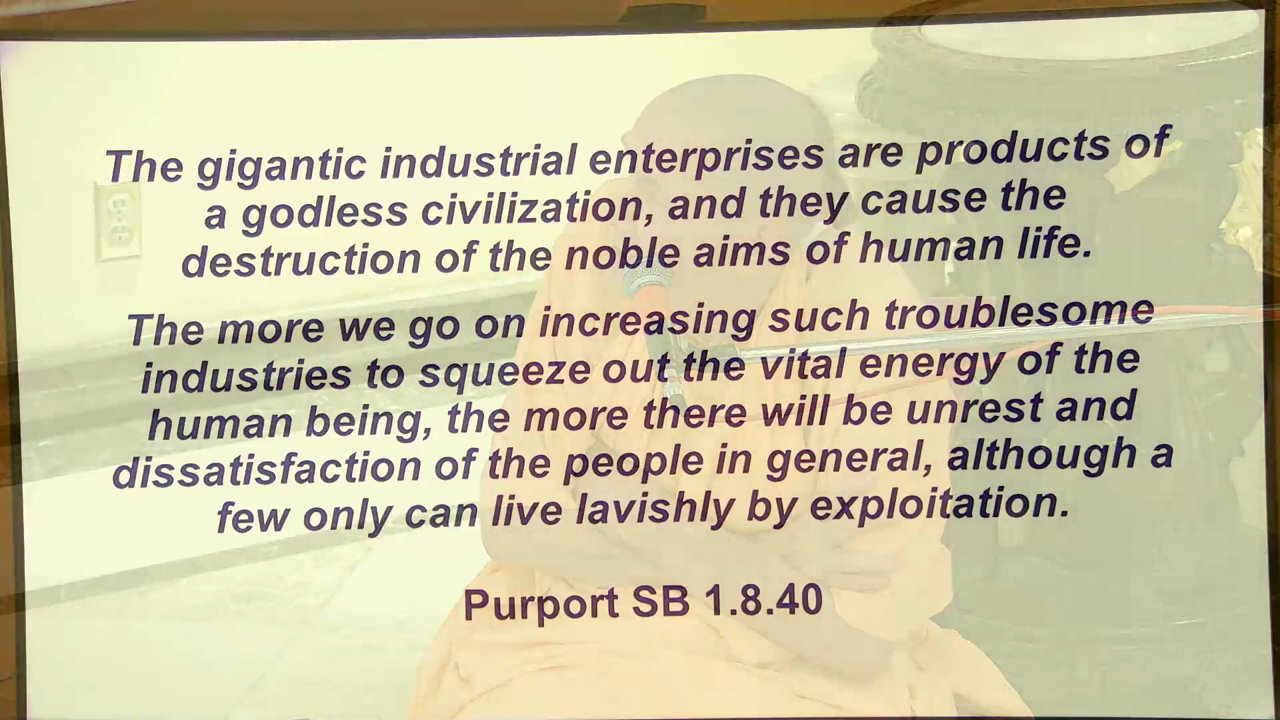 The gigantic industrial enterprises are products of
a godless civilization, and they cause the
destruction of the noble aims of human life.
The more we go on increasing such troublesome
industries to squeeze out the vital energy of the
human being, the more there will be unrest and
dissatisfaction of the people in general, although a
few only can live lavishly by exploitation.
Purport SB 1.8.40